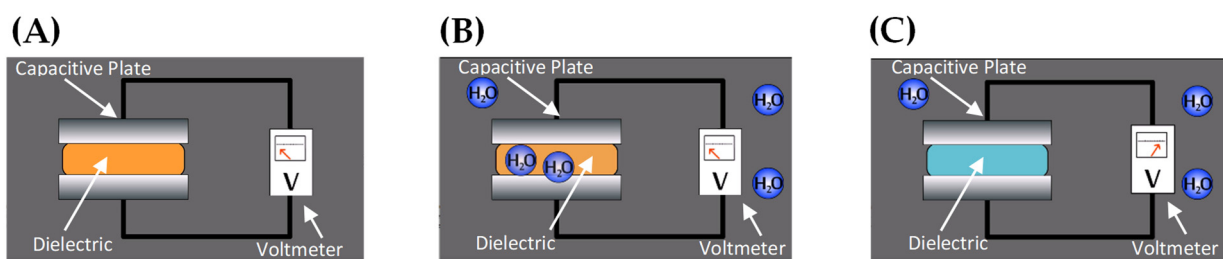 (A)
Capacitive Plate
V
Dielectric
Voltmeter
(B)
Capacitive Plate
H₂O
H₂O
H₂O
H₂O
H₂O
V
Dielectric
Voltmeter
(C)
Capacitive Plate
H₂O
H₂O
H₂O
V
Dielectric
Voltmeter